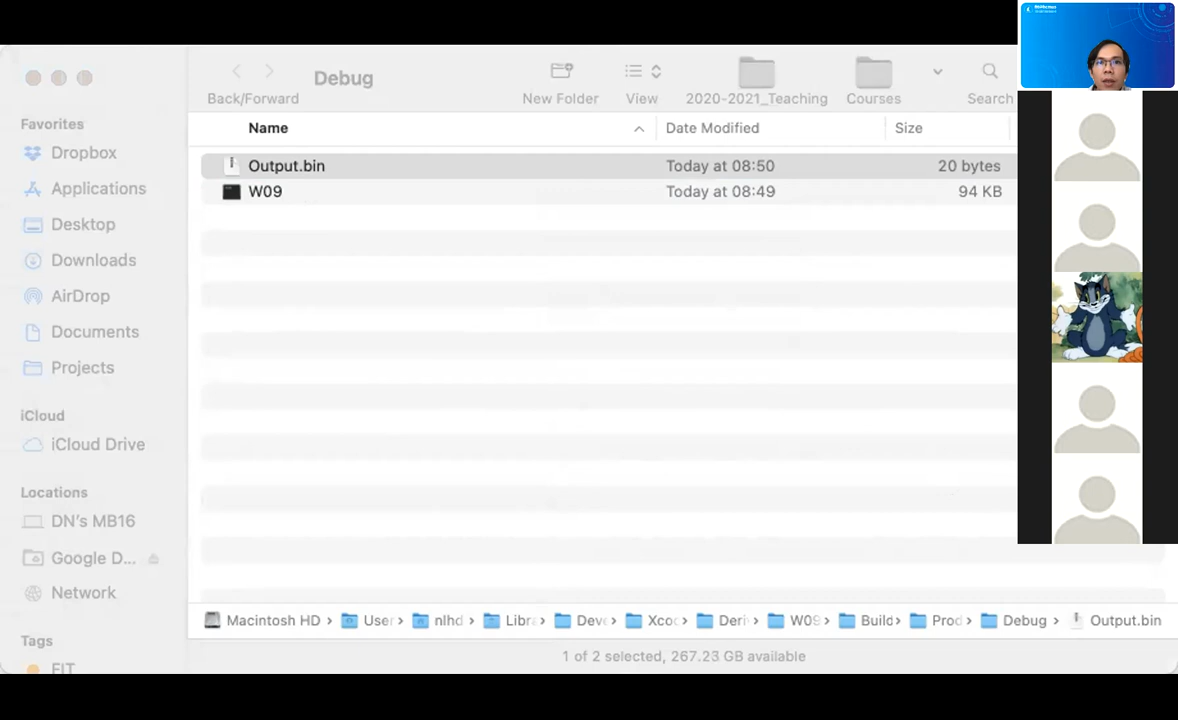 Debug
Back/Forward
New Folder
View
2020-2021_Teaching
Courses
Search
Favorites
Dropbox
Applications
Desktop
Downloads
AirDrop
Documents
Projects
iCloud
iCloud Drive
Locations
DN's MB16
Google D...
Network
Tags
FIT
Name Date Modified Size
Output.bin Today at 08:50 20 bytes
W09 Today at 08:49 94 KB
Macintosh HD › User› nlhd › Libr› Deve› Xco› Deri› W09› Build› Prod› Debug › Output.bin
1 of 2 selected, 267.23 GB available